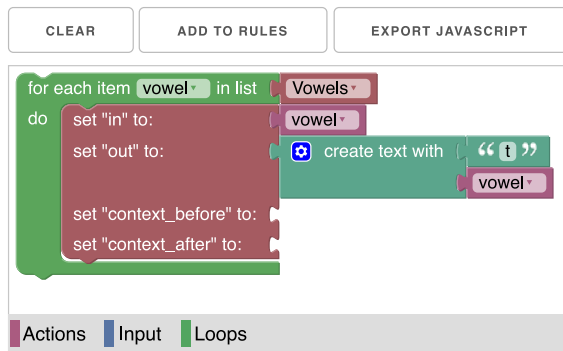 CLEAR ADD TO RULES EXPORT JAVASCRIPT
for each item vowel in list Vowels
do set "in" to: vowel
set "out" to: create text with “ t ”
vowel
set "context_before" to:
set "context_after" to:
Actions Input Loops